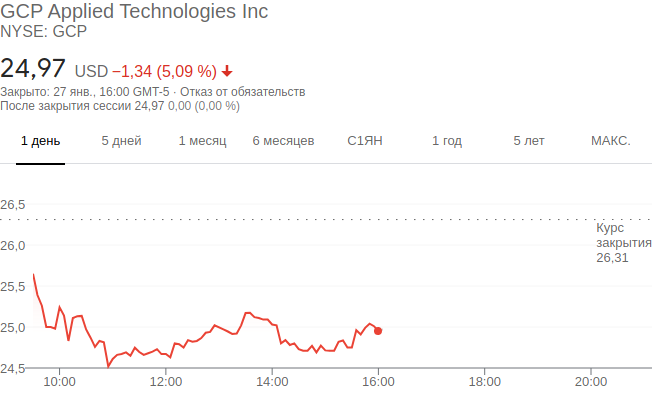 GCP Applied Technologies Inc
NYSE: GCP
24,97 USD −1,34 (5,09 %)
Закрыто: 27 янв., 16:00 GMT-5 · Отказ от обязательств
После закрытия сессии 24,97 0,00 (0,00 %)
1 день 5 дней 1 месяц 6 месяцев С1ЯН 1 год 5 лет МАКС.
26,5
Курс
закрытия
26,31
26,0
25,5
25,0
24,5
10:00 12:00 14:00 16:00 18:00 20:00